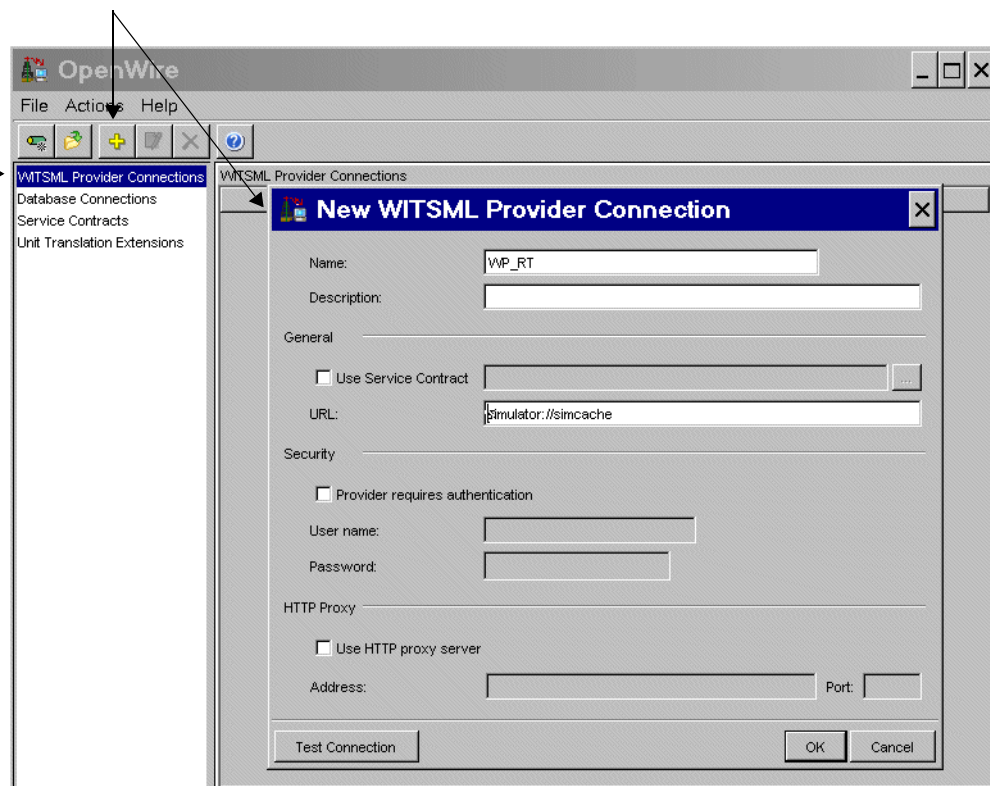 OpenWire
File Actions Help
WITSML Provider Connections
Database Connections
Service Contracts
Unit Translation Extensions
WITSML Provider Connections
New WITSML Provider Connection
Name: WP_RT
Description:
General
Use Service Contract ...
URL: simulator://simcache
Security
Provider requires authentication
User name:
Password:
HTTP Proxy
Use HTTP proxy server
Address: Port:
Test Connection OK Cancel